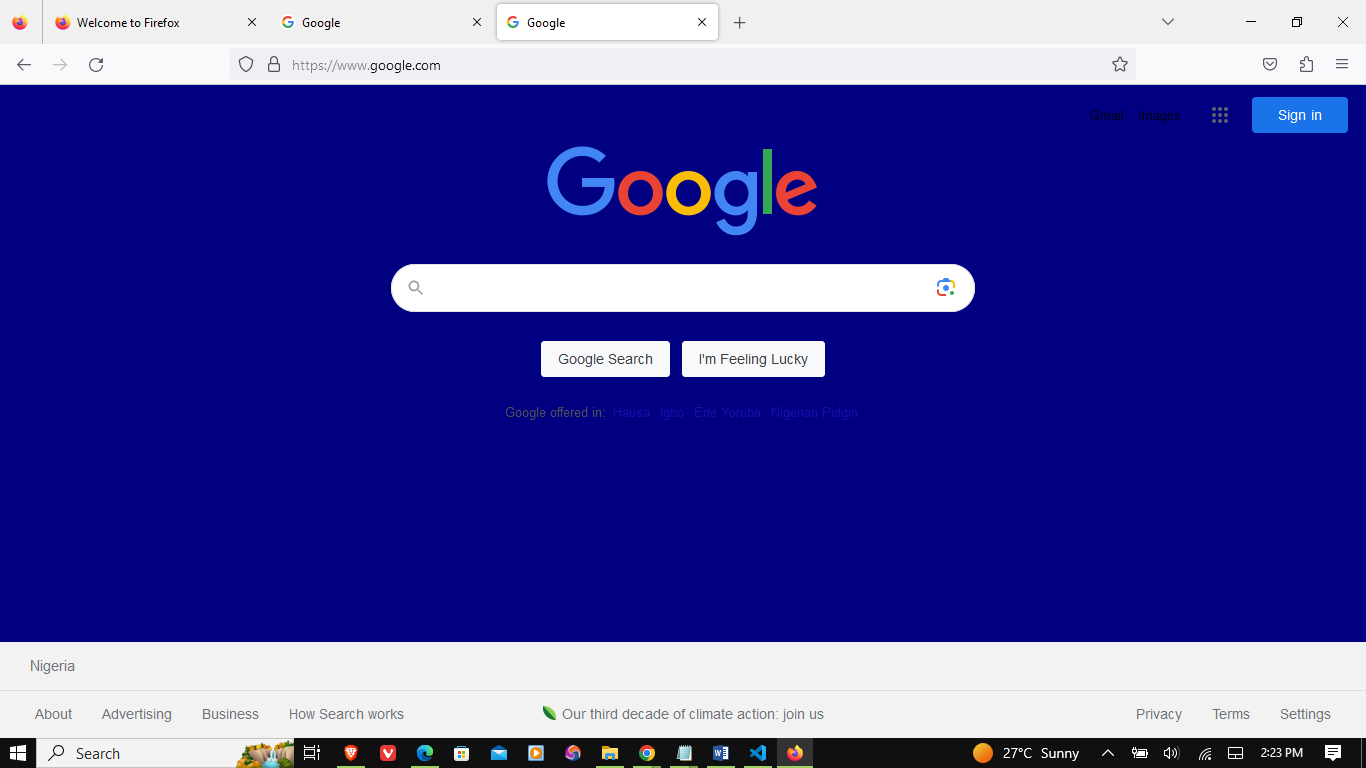 Welcome to Firefox
Google
Google
https://www.google.com
Gmail Images
Sign in
Google
Google Search
I'm Feeling Lucky
Google offered in: Hausa Igbo Èdè Yorùbá Nigerian Pidgin
Nigeria
About Advertising Business How Search works
Our third decade of climate action: join us
Privacy Terms Settings
Search
27°C Sunny
2:23 PM